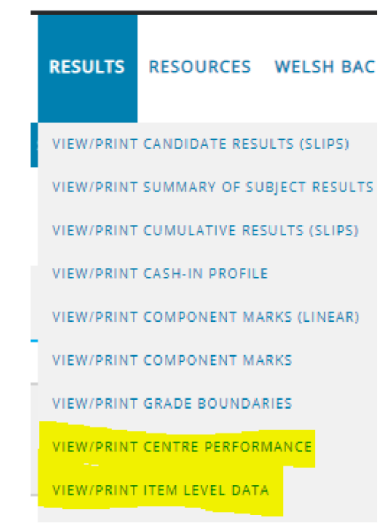 RESULTS RESOURCES WELSH BAC
VIEW/PRINT CANDIDATE RESULTS (SLIPS)
VIEW/PRINT SUMMARY OF SUBJECT RESULTS
VIEW/PRINT CUMULATIVE RESULTS (SLIPS)
VIEW/PRINT CASH-IN PROFILE
VIEW/PRINT COMPONENT MARKS (LINEAR)
VIEW/PRINT COMPONENT MARKS
VIEW/PRINT GRADE BOUNDARIES
VIEW/PRINT CENTRE PERFORMANCE
VIEW/PRINT ITEM LEVEL DATA